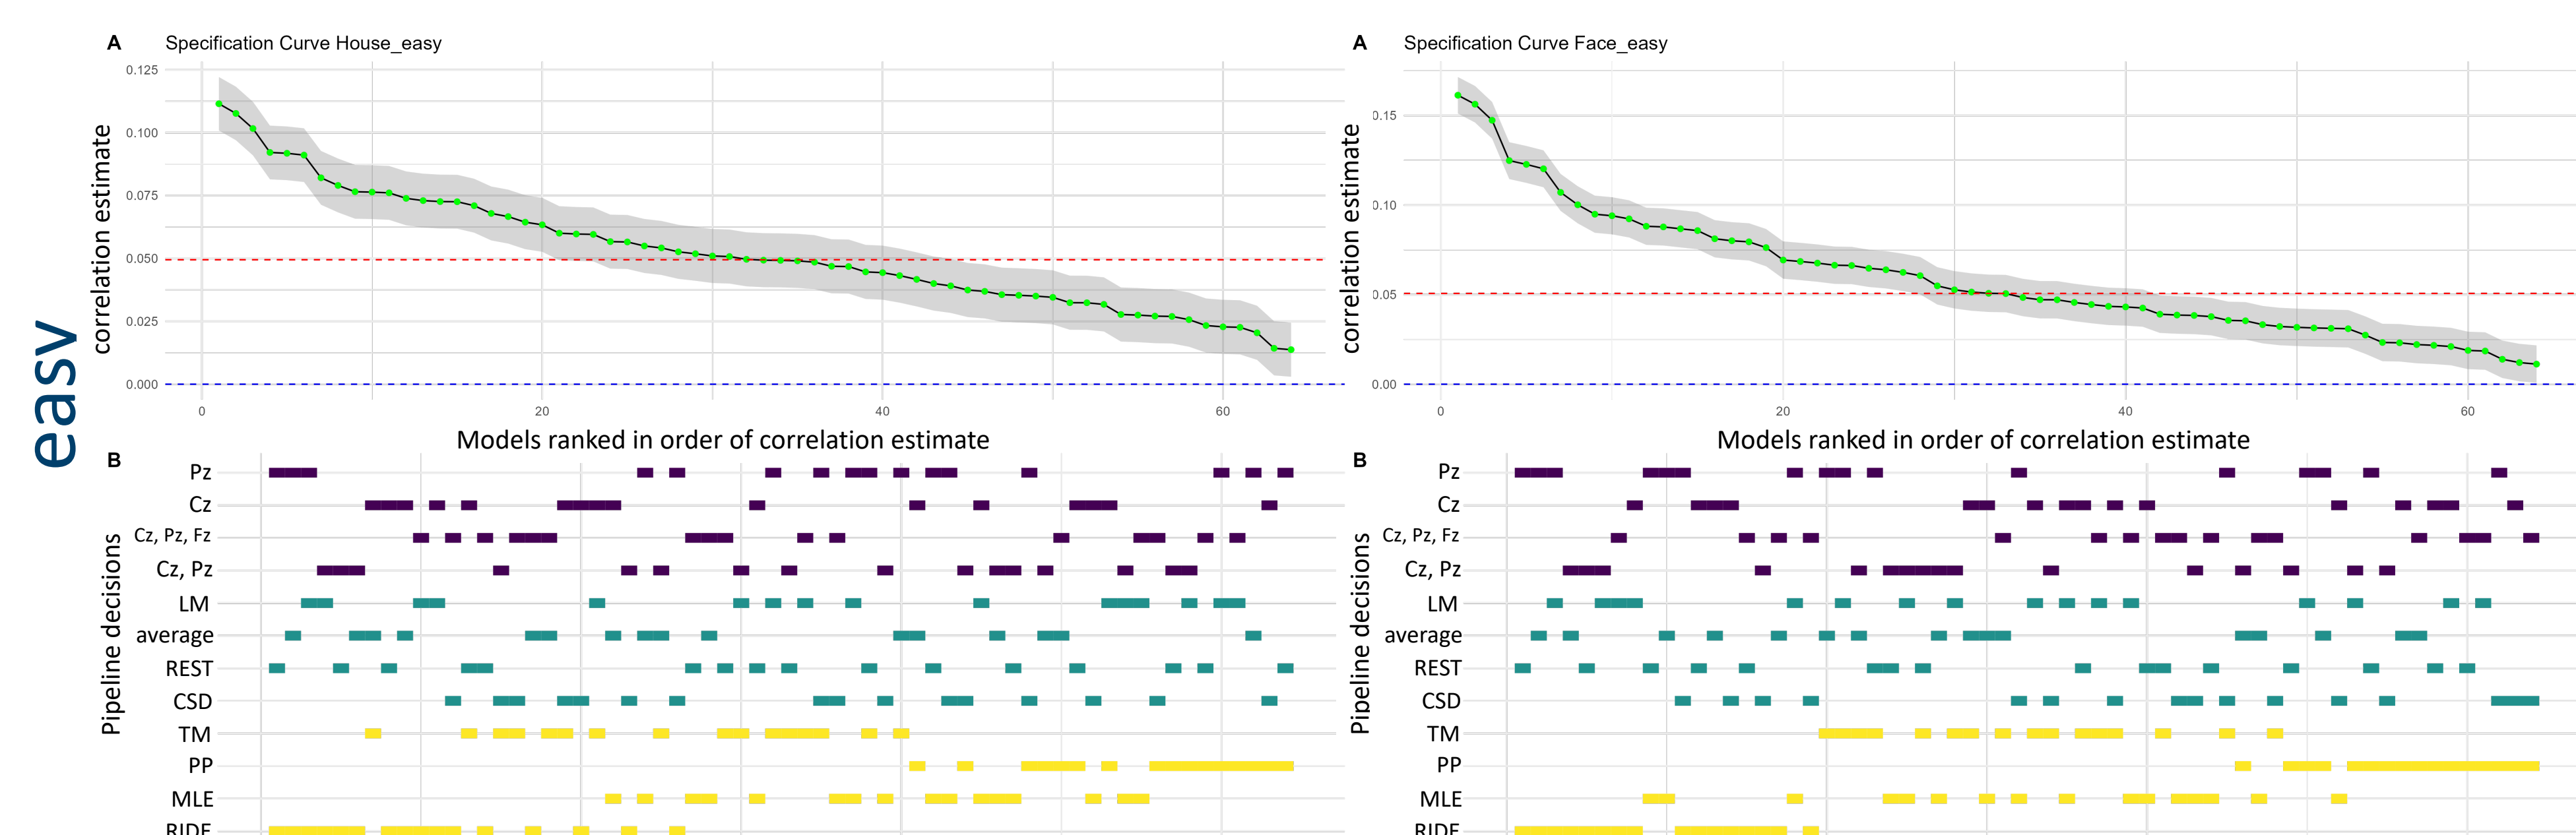 easy
A Specification Curve House_easy
correlation estimate
0.125
0.100
0.075
0.050
0.025
0.000
0 20 40 60
Models ranked in order of correlation estimate
B
Pipeline decisions
Pz
Cz
Cz, Pz, Fz
Cz, Pz
LM
average
REST
CSD
TM
PP
MLE
RIDE
A Specification Curve Face_easy
correlation estimate
0.15
0.10
0.05
0.00
0 20 40 60
Models ranked in order of correlation estimate
B
Pipeline decisions
Pz
Cz
Cz, Pz, Fz
Cz, Pz
LM
average
REST
CSD
TM
PP
MLE
RIDE